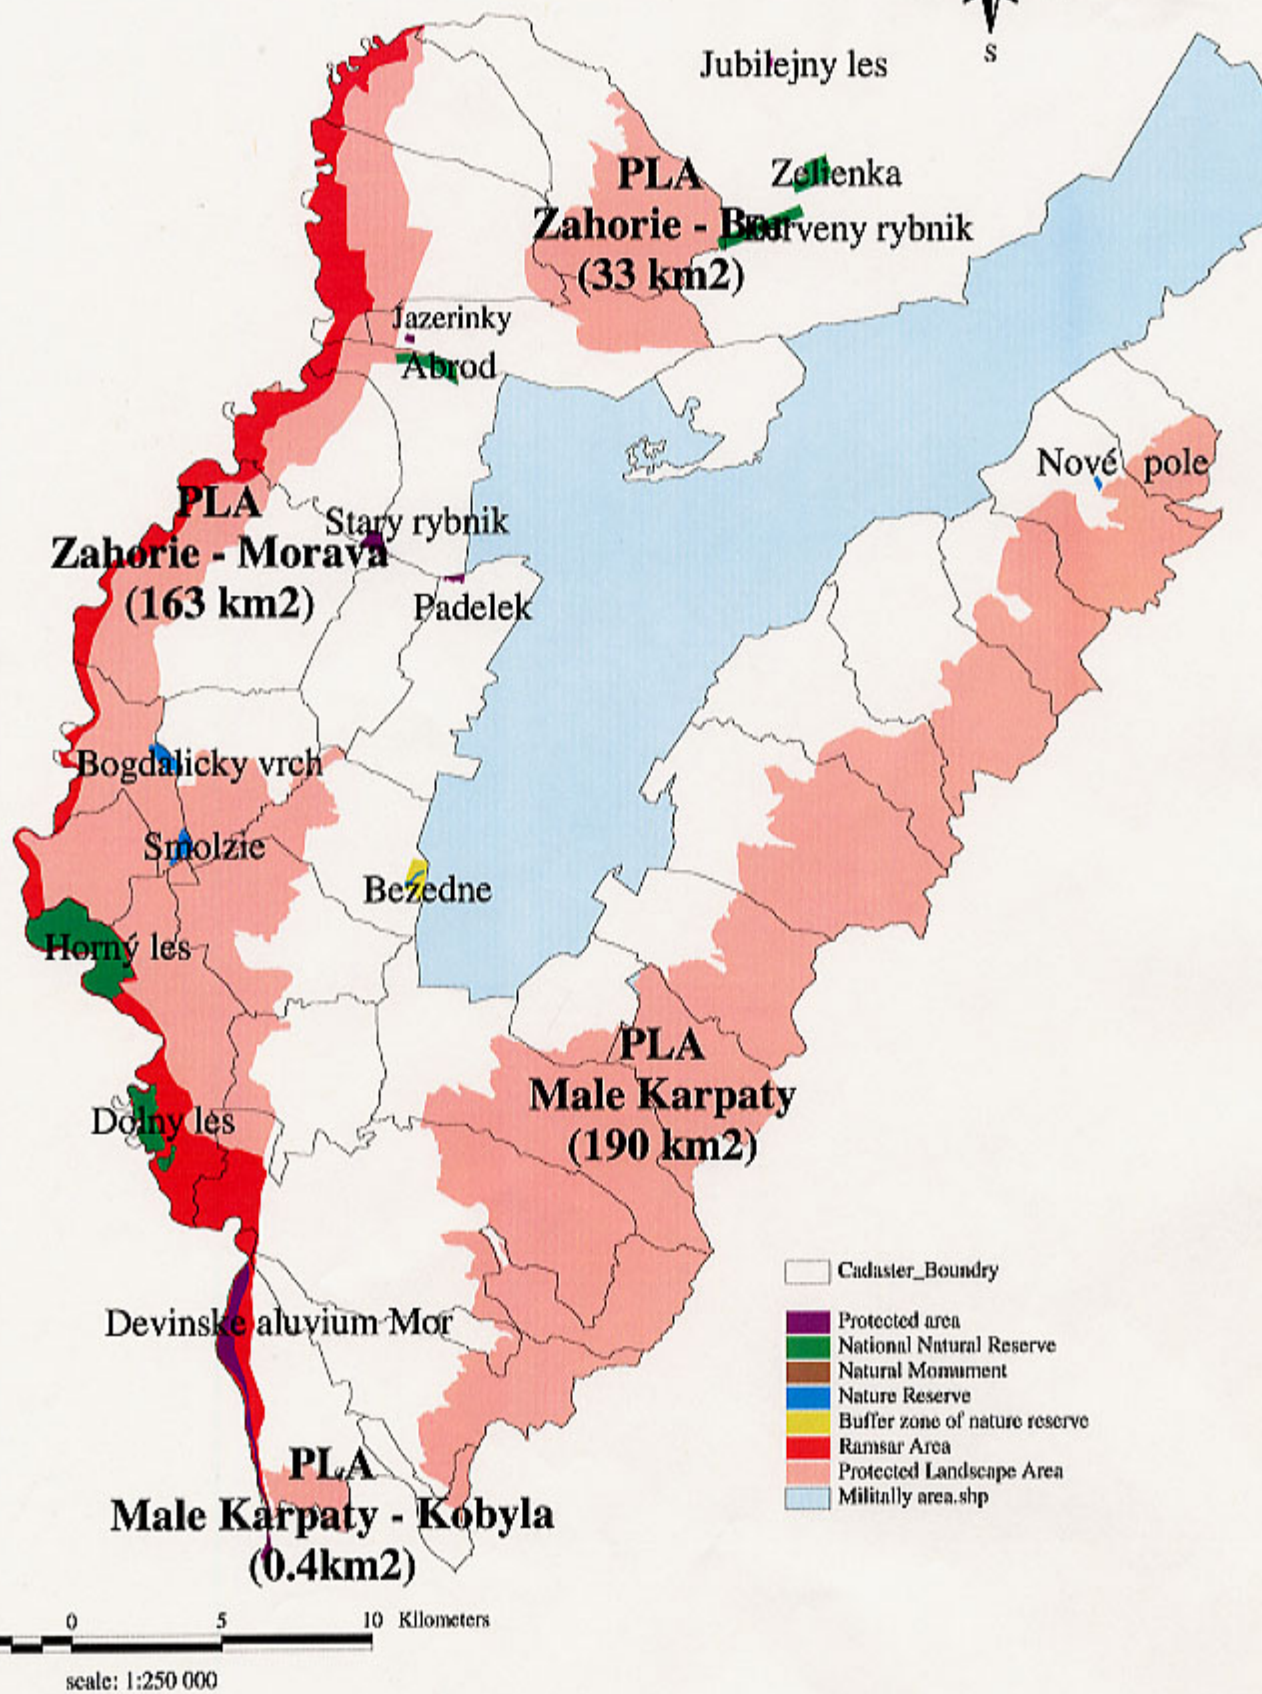 S
Jubilejny les
Zelienka
PLA
Zahorie - Bor
(33 km2)
rveny rybnik
Jazerinky
Abrod
Nové pole
PLA
Zahorie - Morava
(163 km2)
Stary rybnik
Padelek
Bogdalicky vrch
Smolzie
Bezedne
Horný les
PLA
Male Karpaty
(190 km2)
Dolny les
Devinske aluvium Mor
Cadaster_Boundry
Protected area
National Natural Reserve
Natural Momument
Nature Reserve
Buffer zone of nature reserve
Ramsar Area
Protected Landscape Area
Militally area.shp
PLA
Male Karpaty - Kobyla
(0.4km2)
0 5 10 Kilometers
scale: 1:250 000